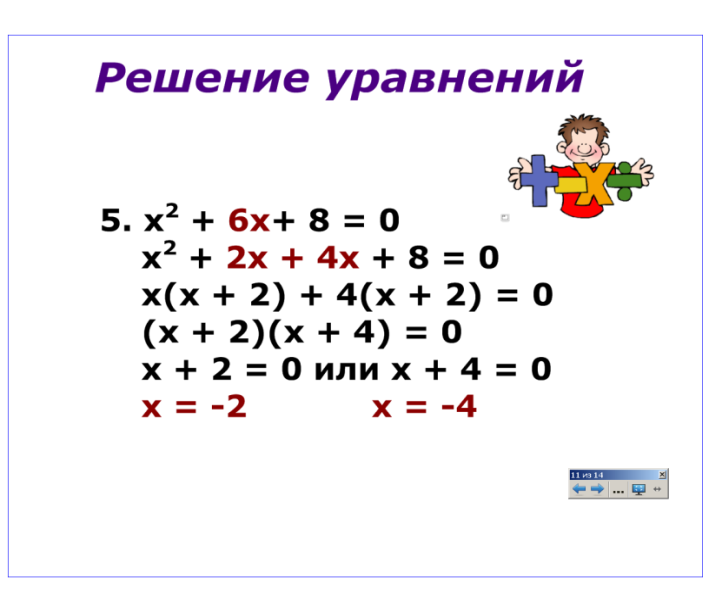 Решение уравнений
5. x² + 6x+ 8 = 0
x² + 2x + 4x + 8 = 0
x(x + 2) + 4(x + 2) = 0
(x + 2)(x + 4) = 0
x + 2 = 0 или x + 4 = 0
x = -2 x = -4
11 из 14